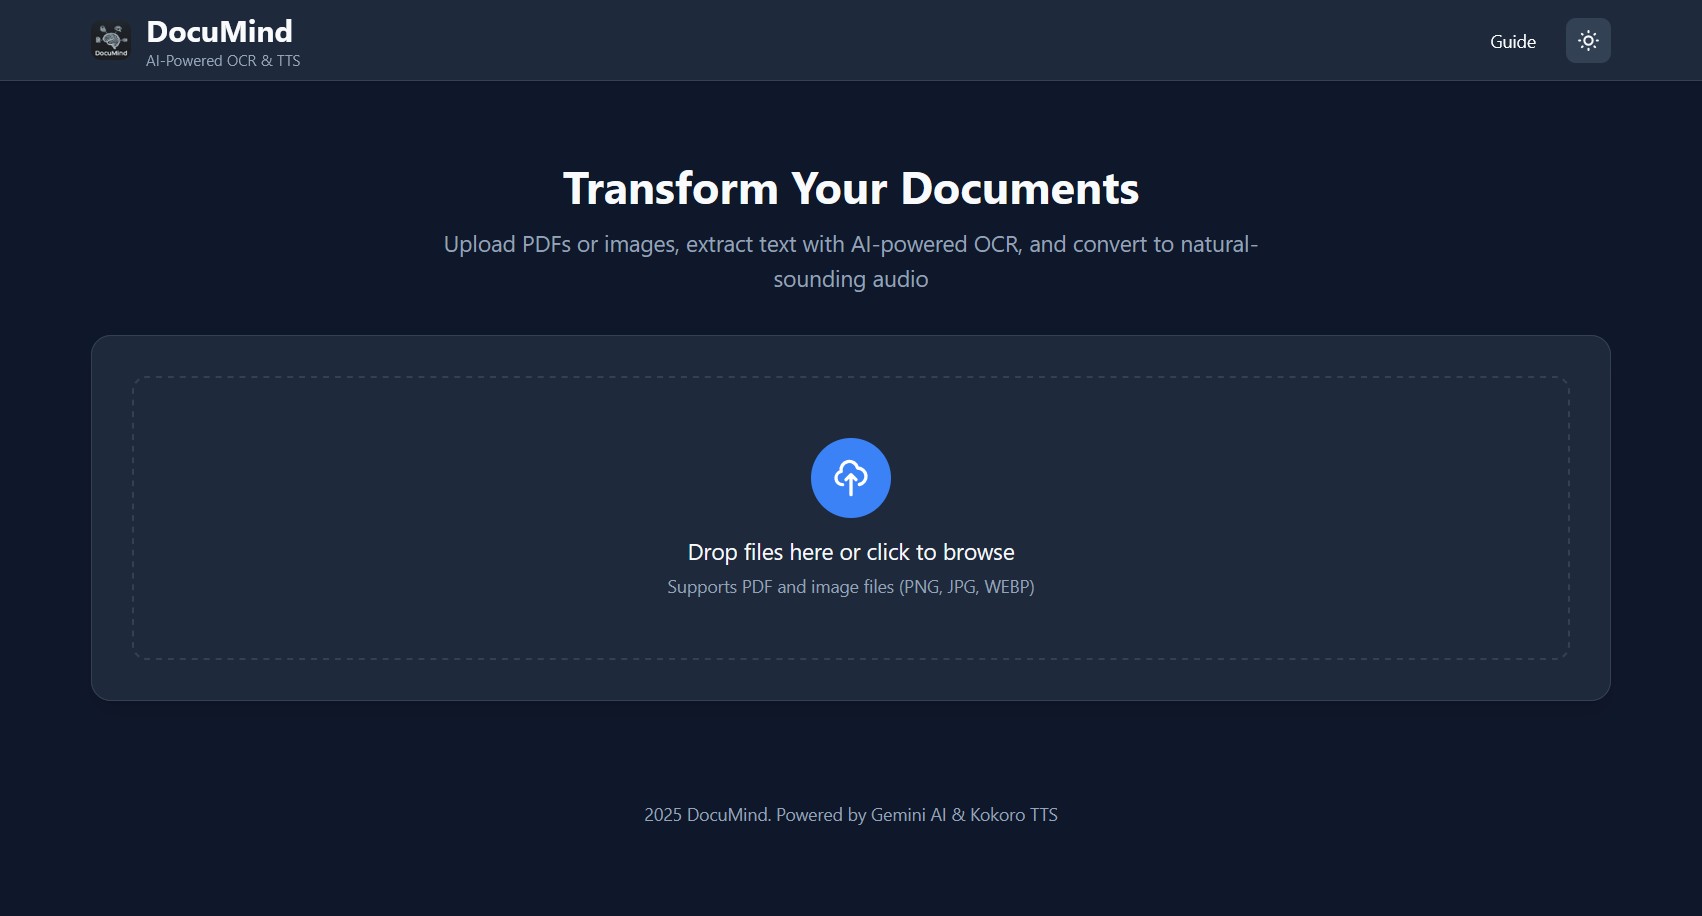 DocuMind
DocuMind
AI-Powered OCR & TTS
Guide
Transform Your Documents
Upload PDFs or images, extract text with AI-powered OCR, and convert to natural-
sounding audio
Drop files here or click to browse
Supports PDF and image files (PNG, JPG, WEBP)
2025 DocuMind. Powered by Gemini AI & Kokoro TTS